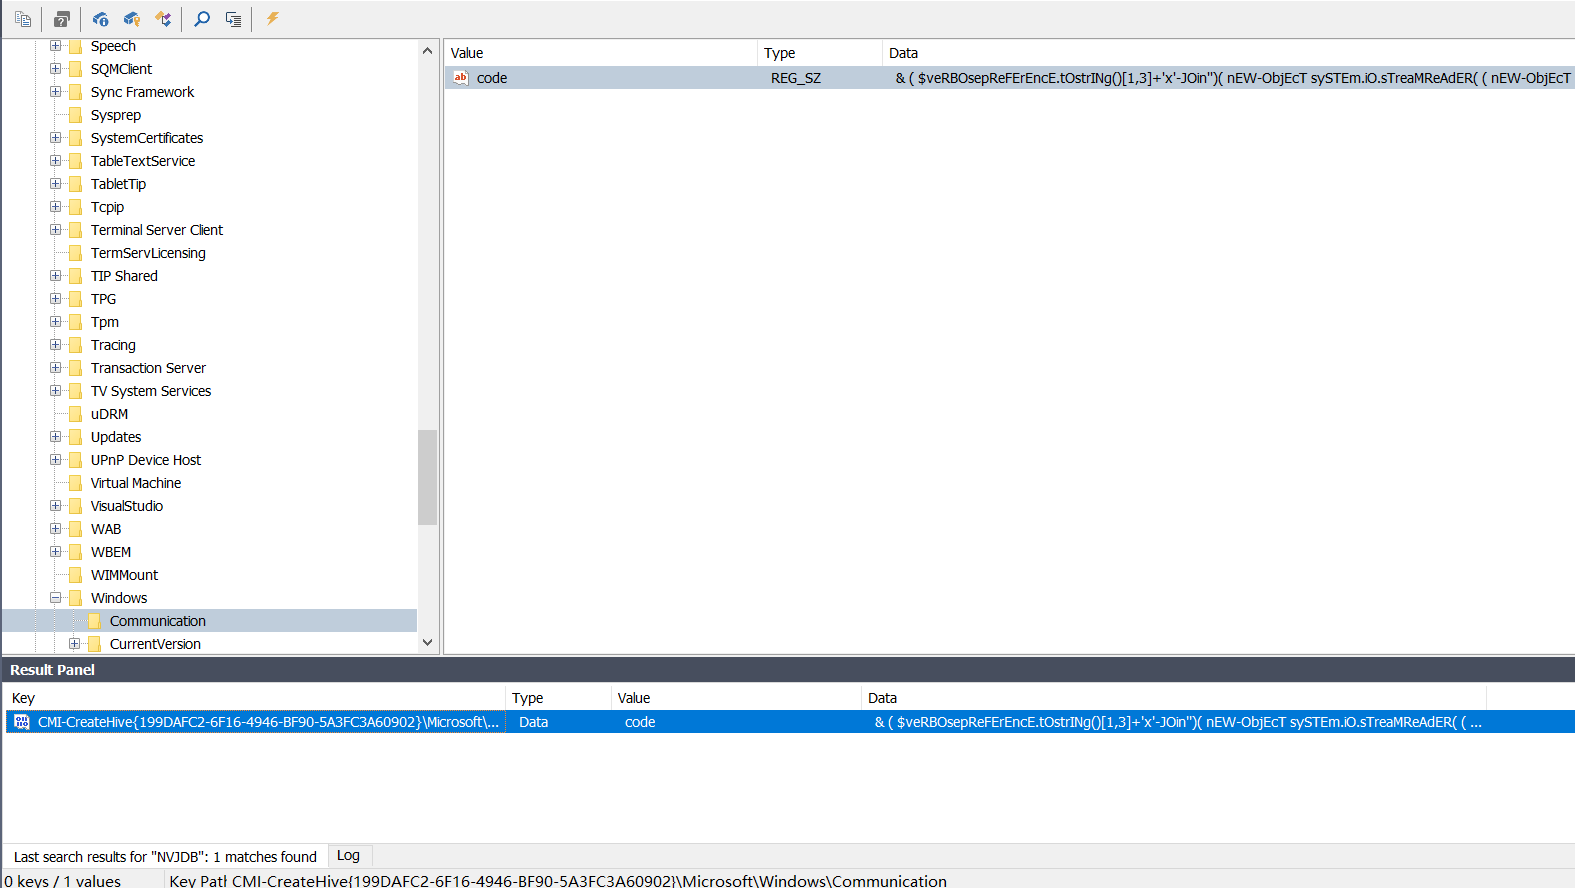 Speech
SQMClient
Sync Framework
Sysprep
SystemCertificates
TableTextService
TabletTip
Tcpip
Terminal Server Client
TermServLicensing
TIP Shared
TPG
Tpm
Tracing
Transaction Server
TV System Services
uDRM
Updates
UPnP Device Host
Virtual Machine
VisualStudio
WAB
WBEM
WIMMount
Windows
Communication
CurrentVersion
Value Type Data
code REG_SZ & ( $veRBOsepReFErEncE.tOstrINg()[1,3]+'x'-JOin'')( nEW-ObjEcT sySTEm.iO.sTreaMReAdER( ( nEW-ObjEcT
Result Panel
Key Type Value Data
CMI-CreateHive{199DAFC2-6F16-4946-BF90-5A3FC3A60902}\Microsoft\... Data code & ( $veRBOsepReFErEncE.tOstrINg()[1,3]+'x'-JOin'')( nEW-ObjEcT sySTEm.iO.sTreaMReAdER( ( ...
Last search results for "NVJDB": 1 matches found Log
0 keys / 1 values Key Path CMI-CreateHive{199DAFC2-6F16-4946-BF90-5A3FC3A60902}\Microsoft\Windows\Communication